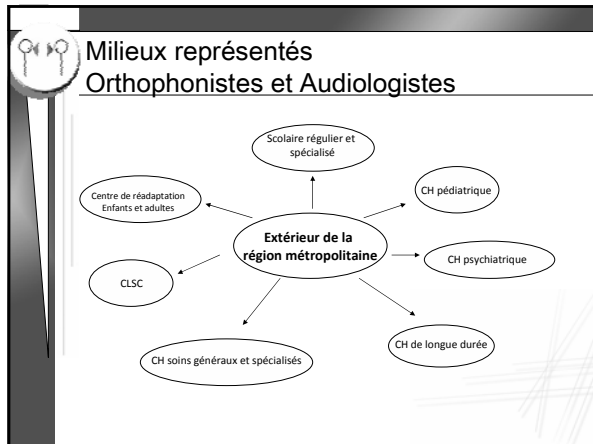 Milieux représentés
Orthophonistes et Audiologistes
Scolaire régulier et
spécialisé
Centre de réadaptation
Enfants et adultes
CH pédiatrique
Extérieur de la
région métropolitaine
CH psychiatrique
CLSC
CH de longue durée
CH soins généraux et spécialisés